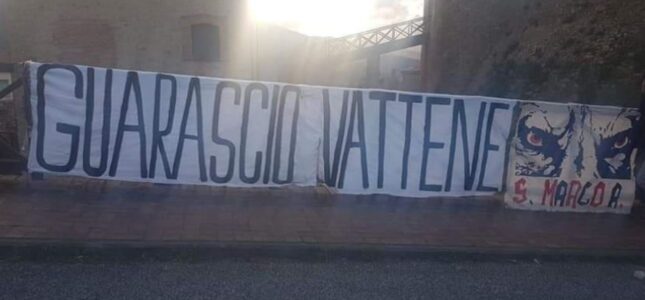 GUARASCIO VATTENE
S. MARCO A.